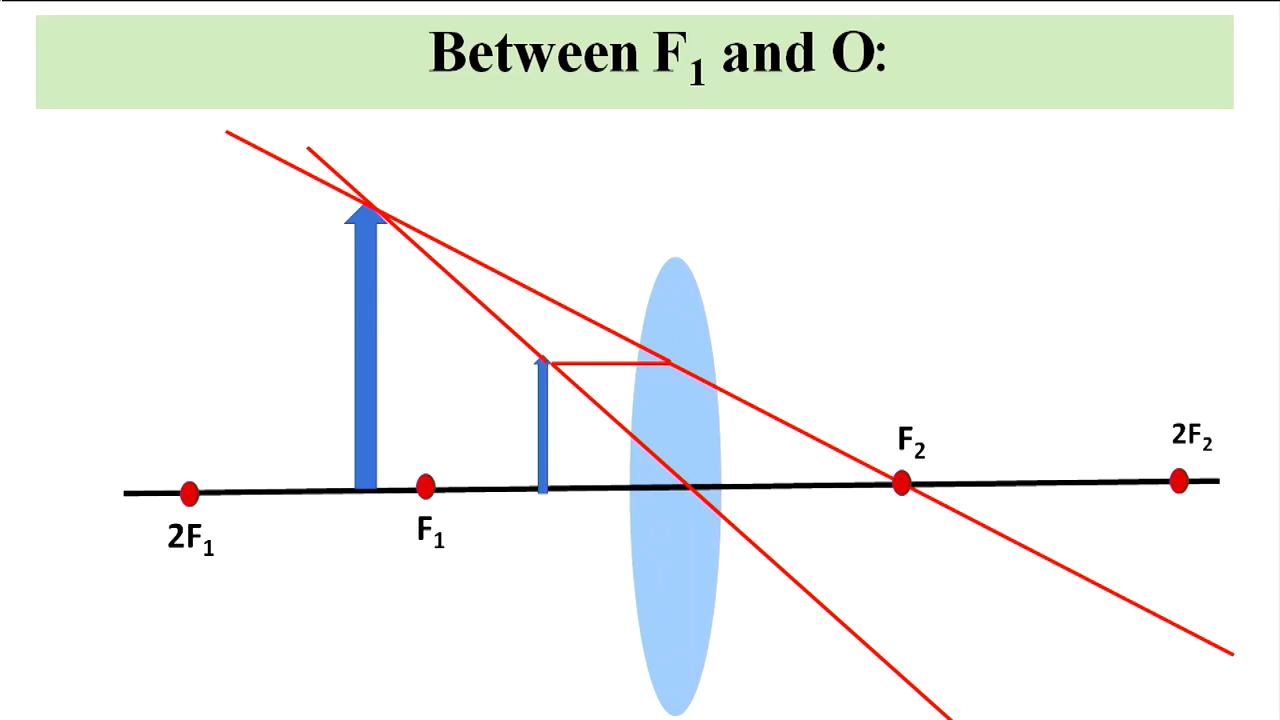 Between F₁ and O:
F₂
2F₂
2F₁
F₁